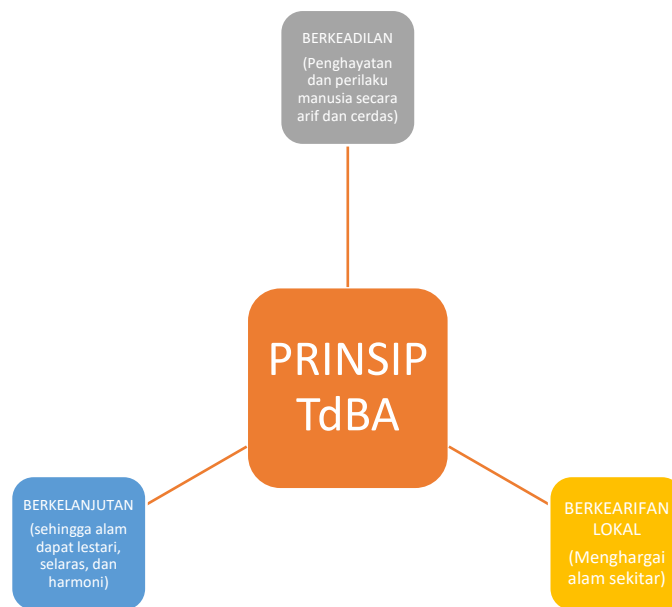 BERKEADILAN
(Penghayatan
dan perilaku
manusia secara
arif dan cerdas)
PRINSIP
TdBA
BERKELANJUTAN
(sehingga alam
dapat lestari,
selaras, dan
harmoni)
BERKEARIFAN
LOKAL
(Menghargai
alam sekitar)